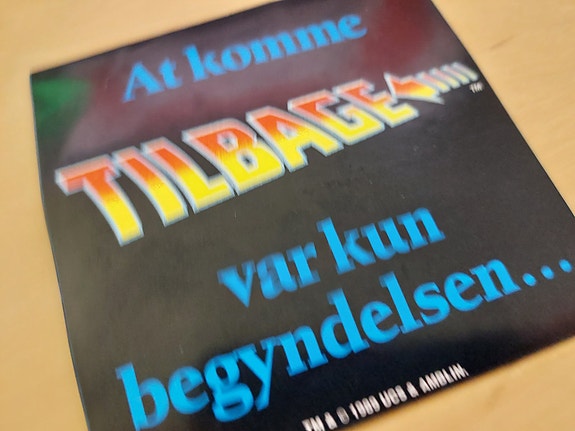 At komme
TILBAGE
TM
var kun
begyndelsen...
TM & © 1989 UCS & AMBLIN.